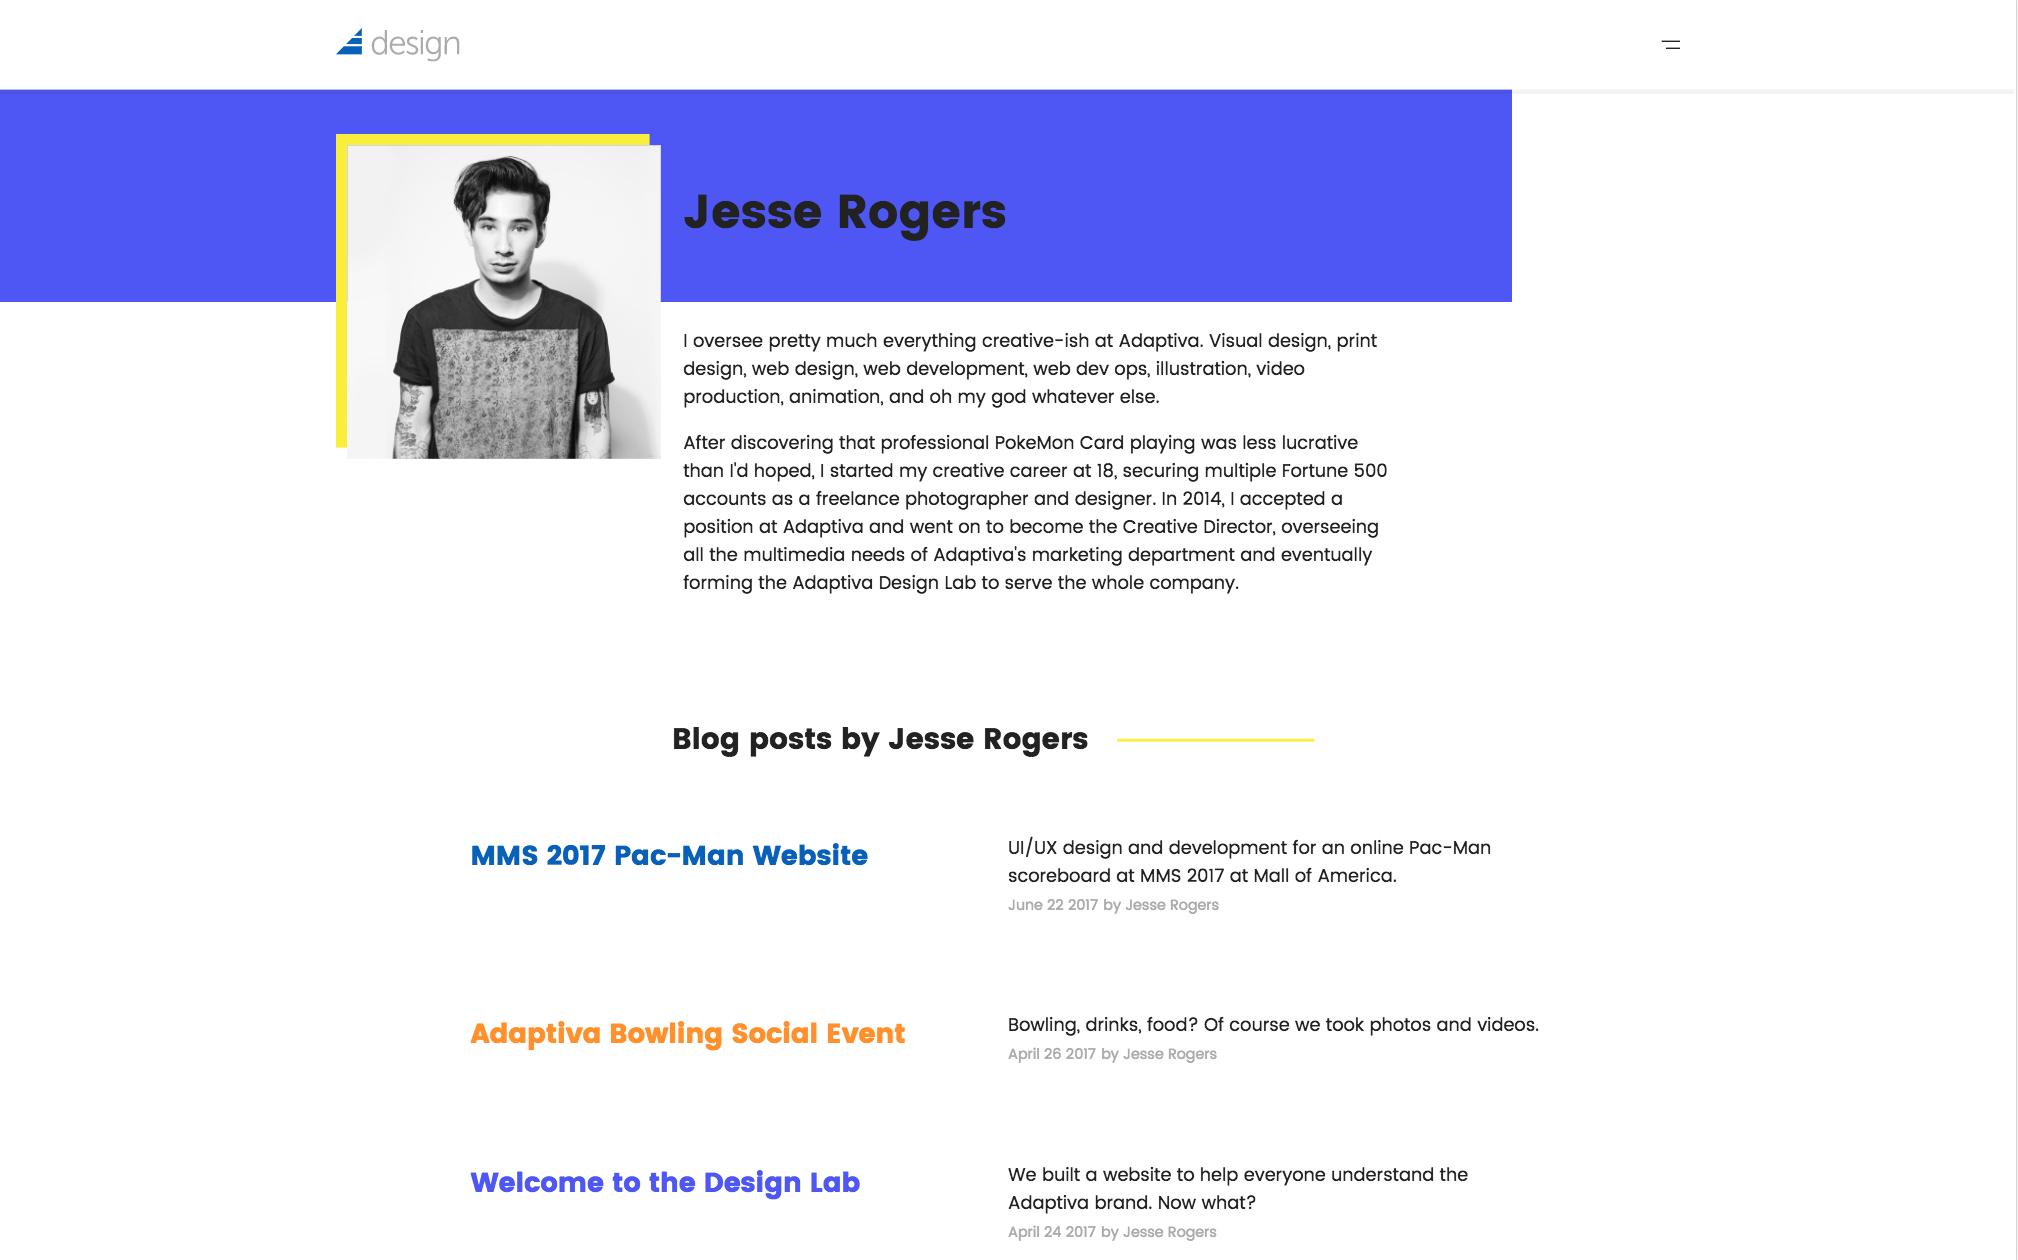 design
Jesse Rogers
I oversee pretty much everything creative-ish at Adaptiva. Visual design, print
design, web design, web development, web dev ops, illustration, video
production, animation, and oh my god whatever else.
After discovering that professional PokeMon Card playing was less lucrative
than I'd hoped, I started my creative career at 18, securing multiple Fortune 500
accounts as a freelance photographer and designer. In 2014, I accepted a
position at Adaptiva and went on to become the Creative Director, overseeing
all the multimedia needs of Adaptiva's marketing department and eventually
forming the Adaptiva Design Lab to serve the whole company.
Blog posts by Jesse Rogers
MMS 2017 Pac-Man Website
UI/UX design and development for an online Pac-Man
scoreboard at MMS 2017 at Mall of America.
June 22 2017 by Jesse Rogers
Adaptiva Bowling Social Event
Bowling, drinks, food? Of course we took photos and videos.
April 26 2017 by Jesse Rogers
Welcome to the Design Lab
We built a website to help everyone understand the
Adaptiva brand. Now what?
April 24 2017 by Jesse Rogers